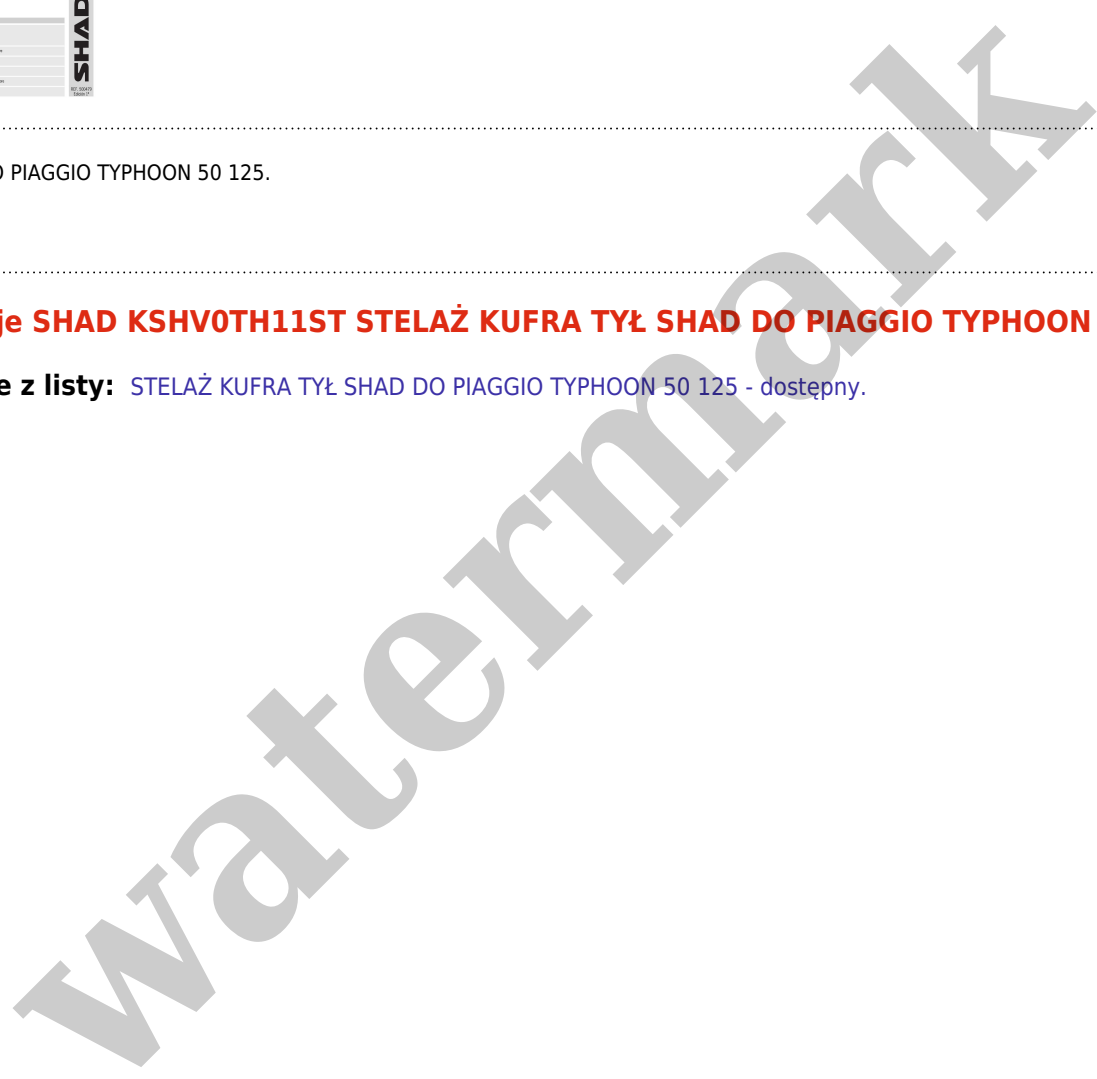 SHAD
O PIAGGIO TYPHOON 50 125.
je SHAD KSHV0TH11ST STELAŻ KUFRA TYŁ SHAD DO PIAGGIO TYPHOON
e z listy: STELAŻ KUFRA TYŁ SHAD DO PIAGGIO TYPHOON 50 125 - dostępny.
watermark